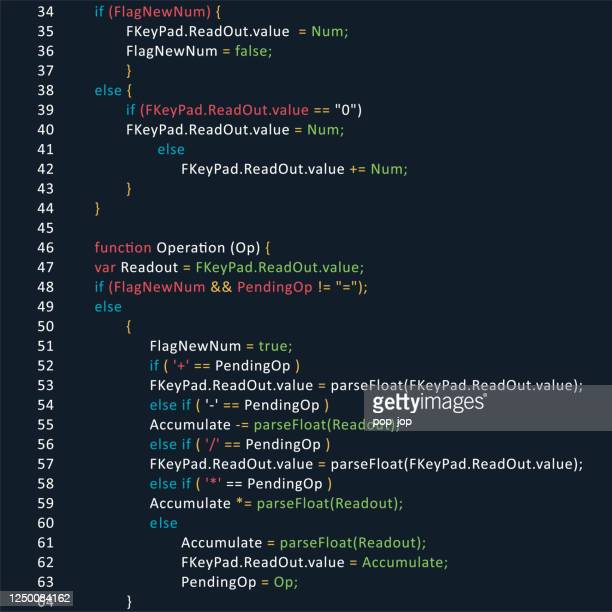 34 if (FlagNewNum) {
35 FKeyPad.ReadOut.value = Num;
36 FlagNewNum = false;
37 }
38 else {
39 if (FKeyPad.ReadOut.value == "0")
40 FKeyPad.ReadOut.value = Num;
41 else
42 FKeyPad.ReadOut.value += Num;
43 }
44 }
45
46 function Operation (Op) {
47 var Readout = FKeyPad.ReadOut.value;
48 if (FlagNewNum && PendingOp != "=");
49 else
50 {
51 FlagNewNum = true;
52 if ( '+' == PendingOp )
53 FKeyPad.ReadOut.value = parseFloat(FKeyPad.ReadOut.value);
54 else if ( '-' == PendingOp )
gettyimages®
55 Accumulate -= parseFloat(Readout);
pop_jop
56 else if ( '/' == PendingOp )
57 FKeyPad.ReadOut.value = parseFloat(FKeyPad.ReadOut.value);
58 else if ( '*' == PendingOp )
59 Accumulate *= parseFloat(Readout);
60 else
61 Accumulate = parseFloat(Readout);
62 FKeyPad.ReadOut.value = Accumulate;
63 PendingOp = Op;
1250084162
64 }